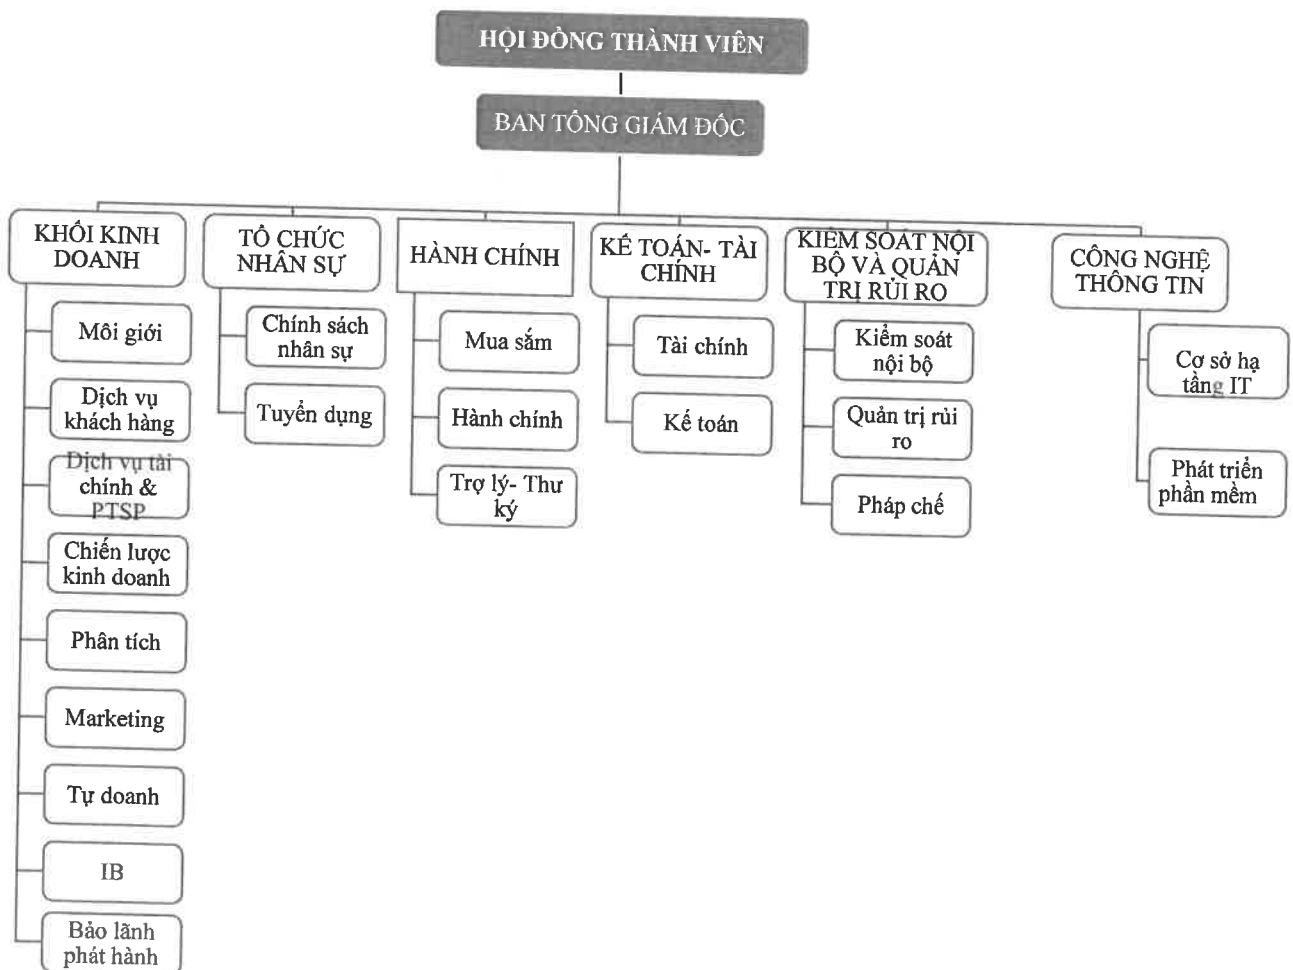 HỘI ĐỒNG THÀNH VIÊN
BAN TỔNG GIÁM ĐỐC
KHỐI KINH
DOANH
Môi giới
Dịch vụ
khách hàng
Dịch vụ tài
chính &
PTSP
Chiến lược
kinh doanh
Phân tích
Marketing
Tự doanh
IB
Bảo lãnh
phát hành
TỔ CHỨC
NHÂN SỰ
Chính sách
nhân sự
Tuyển dụng
HÀNH CHÍNH
Mua sắm
Hành chính
Trợ lý- Thư
ký
KẾ TOÁN- TÀI
CHÍNH
Tài chính
Kế toán
KIỂM SOÁT NỘI
BỘ VÀ QUẢN
TRỊ RỦI RO
Kiểm soát
nội bộ
Quản trị rủi
ro
Pháp chế
CÔNG NGHỆ
THÔNG TIN
Cơ sở hạ
tầng IT
Phát triển
phần mềm